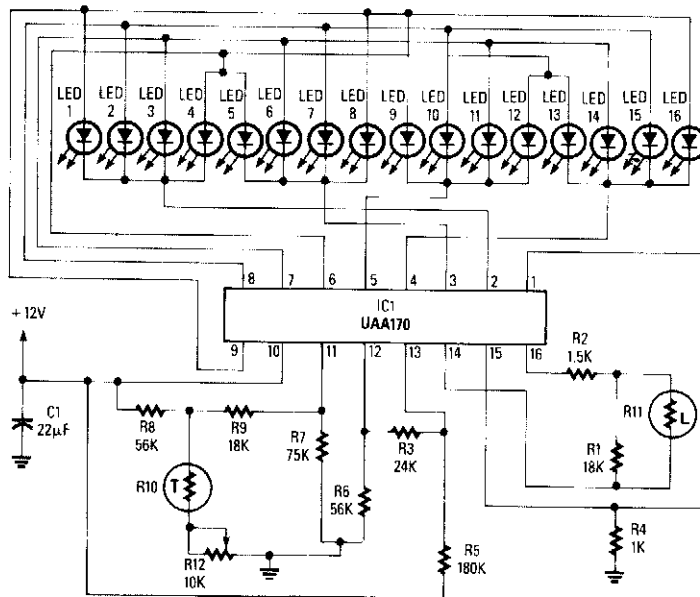 LED 1
LED 2
LED 3
LED 4
LED 5
LED 6
LED 7
LED 8
LED 9
LED 10
LED 11
LED 12
LED 13
LED 14
LED 15
LED 16
8 7 6 5 4 3 2 1
IC1
UAA170
9 10 11 12 13 14 15 16
+ 12V
C1
22µF
R8
56K
R9
18K
R7
75K
R6
56K
R3
24K
R2
1.5K
R11
L
R1
18K
R10
T
R12
10K
R5
180K
R4
1K